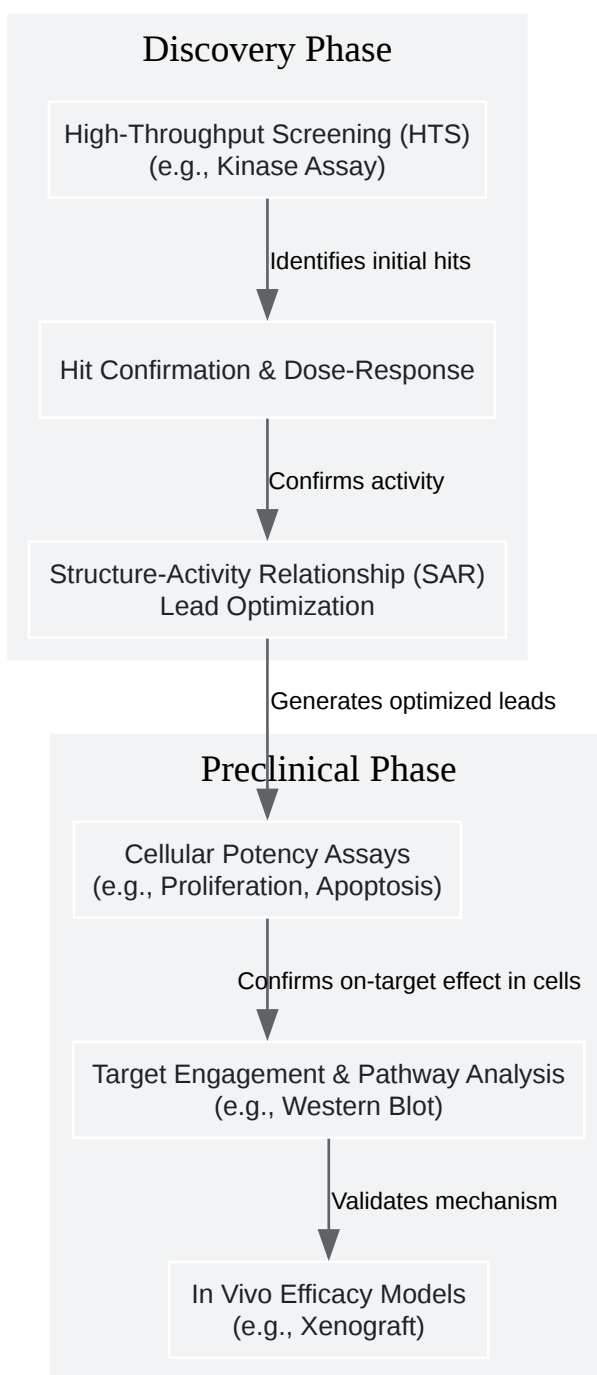 Discovery Phase
High-Throughput Screening (HTS)
(e.g., Kinase Assay)
Identifies initial hits
Hit Confirmation & Dose-Response
Confirms activity
Structure-Activity Relationship (SAR)
Lead Optimization
Generates optimized leads
Preclinical Phase
Cellular Potency Assays
(e.g., Proliferation, Apoptosis)
Confirms on-target effect in cells
Target Engagement & Pathway Analysis
(e.g., Western Blot)
Validates mechanism
In Vivo Efficacy Models
(e.g., Xenograft)